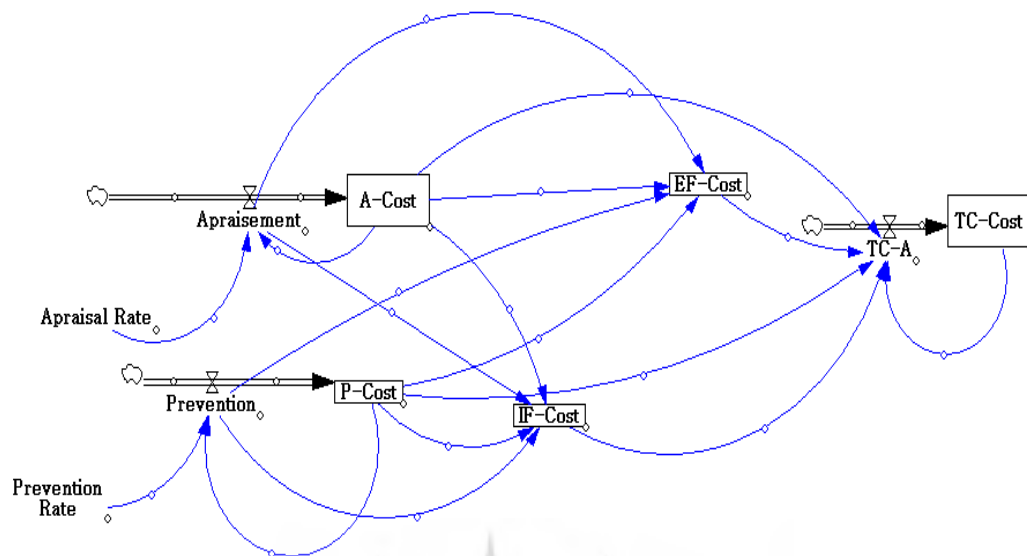 EF-Cost
A-Cost
TC-Cost
Apraisement
TC-A
Apraisal Rate
P-Cost
Prevention
IF-Cost
Prevention
Rate